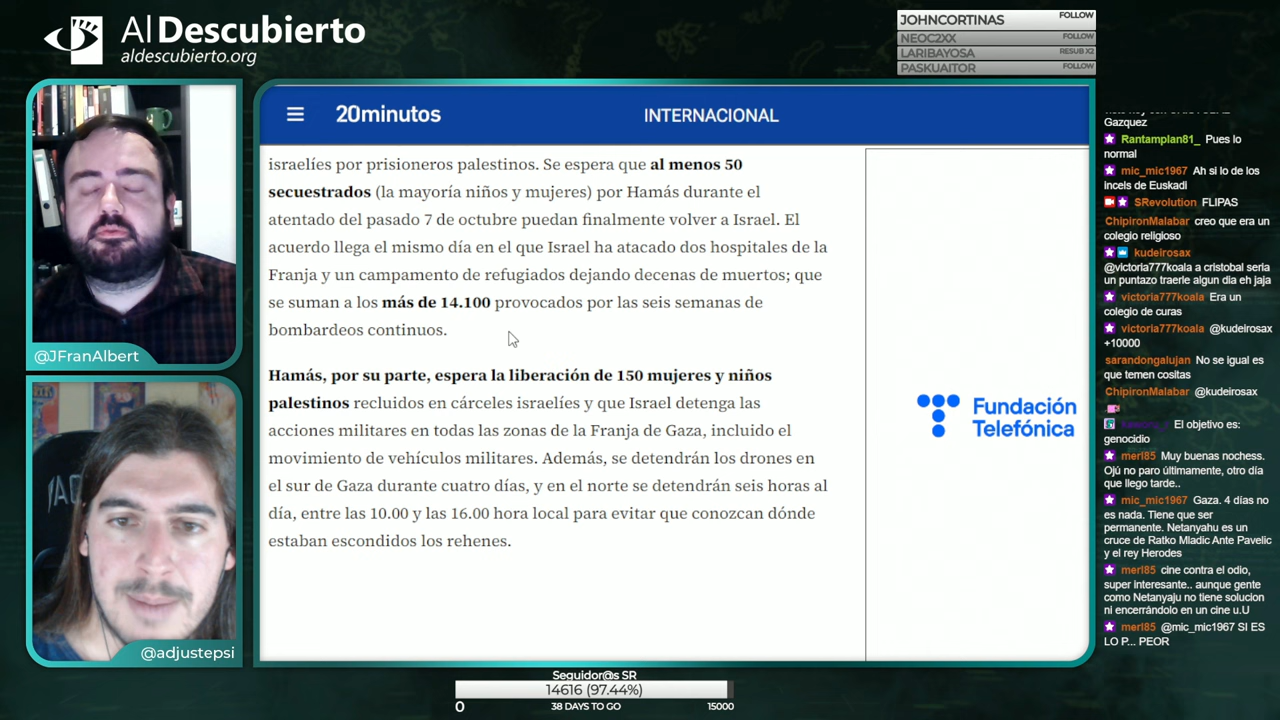 Al Descubierto
aldescubierto.org
JOHNCORTINAS FOLLOW
NEOC2XX FOLLOW
LARIBAYOSA RESUB X2
PASKUAITOR FOLLOW
@JFranAlbert
@adjustepsi
20minutos
INTERNACIONAL
israelíes por prisioneros palestinos. Se espera que al menos 50
secuestrados (la mayoría niños y mujeres) por Hamás durante el
atentado del pasado 7 de octubre puedan finalmente volver a Israel. El
acuerdo llega el mismo día en el que Israel ha atacado dos hospitales de la
Franja y un campamento de refugiados dejando decenas de muertos; que
se suman a los más de 14.100 provocados por las seis semanas de
bombardeos continuos.
Hamás, por su parte, espera la liberación de 150 mujeres y niños
palestinos recluidos en cárceles israelíes y que Israel detenga las
acciones militares en todas las zonas de la Franja de Gaza, incluido el
movimiento de vehículos militares. Además, se detendrán los drones en
el sur de Gaza durante cuatro días, y en el norte se detendrán seis horas al
día, entre las 10.00 y las 16.00 hora local para evitar que conozcan dónde
estaban escondidos los rehenes.
Fundación
Telefónica
Gazquez
Rantamplan81_ Pues lo
normal
mic_mic1967 Ah si lo de los
incels de Euskadi
SRevolution FLIPAS
ChipironMalabar creo que era un
colegio religioso
kudeirosax
@victoria777koala a cristobal seria
un puntazo traerle algun dia eh jaja
victoria777koala Era un
colegio de curas
victoria777koala @kudeirosax
+10000
sarandongalujan No se igual es
que temen cositas
ChipironMalabar @kudeirosax
El objetivo es:
genocidio
merl85 Muy buenas nochess.
Ojú no paro últimamente, otro día
que llego tarde..
mic_mic1967 Gaza. 4 días no
es nada. Tiene que ser
permanente. Netanyahu es un
cruce de Ratko Mladic Ante Pavelic
y el rey Herodes
merl85 cine contra el odio,
super interesante.. aunque gente
como Netanyaju no tiene solucion
ni encerrándolo en un cine u.U
merl85 @mic_mic1967 SI ES
LO P... PEOR
Seguidor@s SR
14616 (97.44%)
0 38 DAYS TO GO 15000